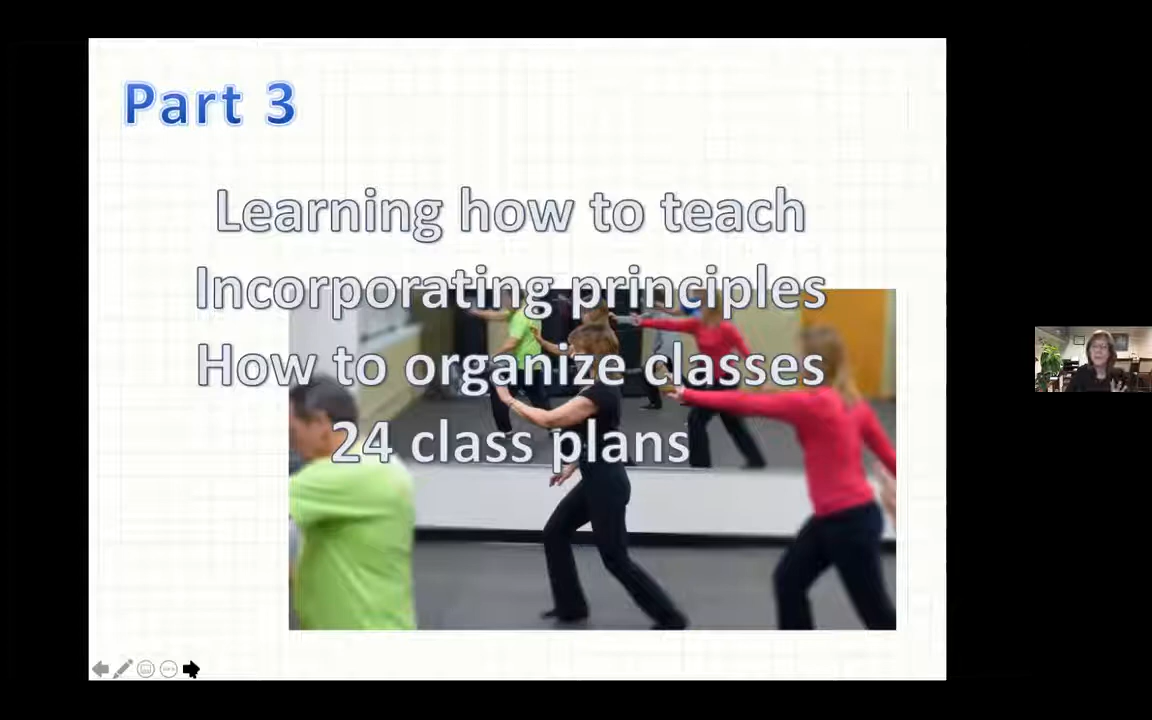 Part 3
Learning how to teach
Incorporating principles
How to organize classes
24 class plans